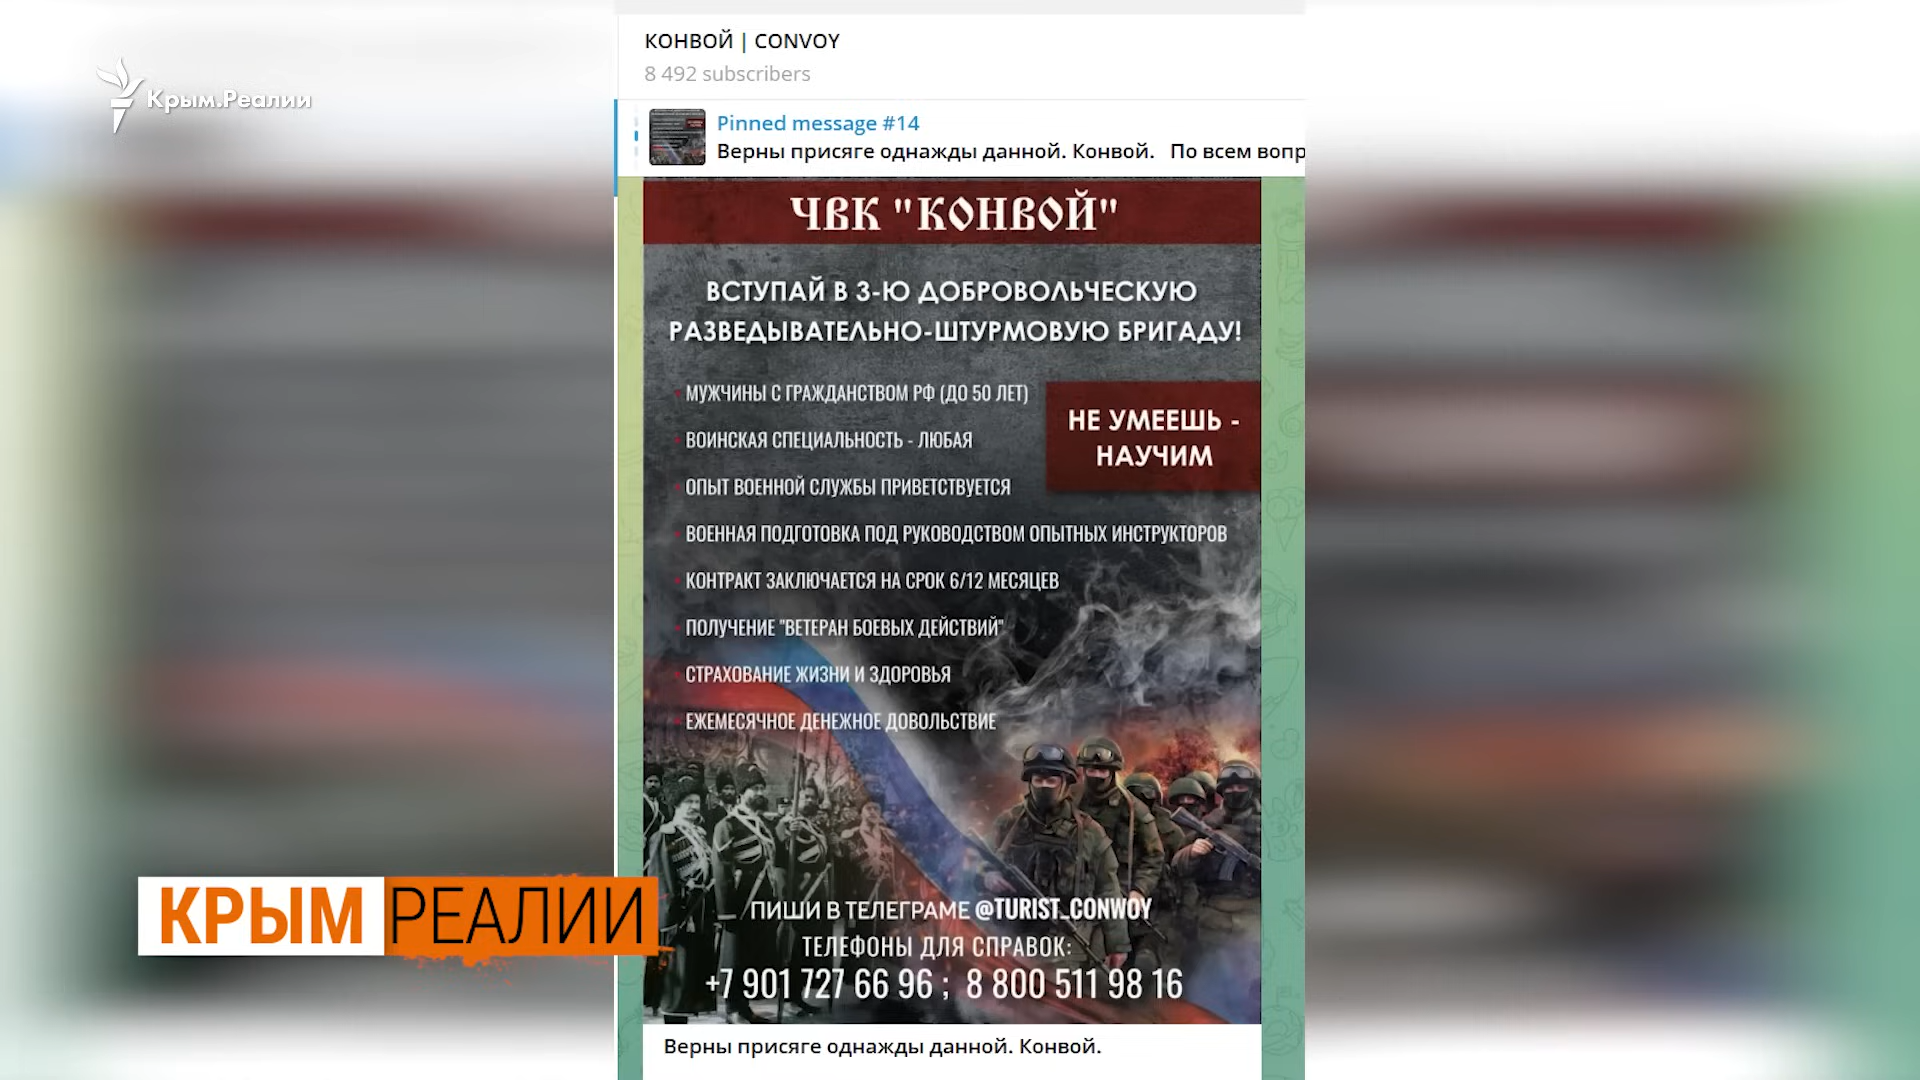 Крым.Реалии
КОНВОЙ | CONVOY
8 492 subscribers
Pinned message #14
Верны присяге однажды данной. Конвой. По всем вопр
ЧВК "КОНВОЙ"
ВСТУПАЙ В 3-Ю ДОБРОВОЛЬЧЕСКУЮ
РАЗВЕДЫВАТЕЛЬНО-ШТУРМОВУЮ БРИГАДУ!
МУЖЧИНЫ С ГРАЖДАНСТВОМ РФ (ДО 50 ЛЕТ)
ВОИНСКАЯ СПЕЦИАЛЬНОСТЬ - ЛЮБАЯ
ОПЫТ ВОЕННОЙ СЛУЖБЫ ПРИВЕТСТВУЕТСЯ
НЕ УМЕЕШЬ -
НАУЧИМ
ВОЕННАЯ ПОДГОТОВКА ПОД РУКОВОДСТВОМ ОПЫТНЫХ ИНСТРУКТОРОВ
КОНТРАКТ ЗАКЛЮЧАЕТСЯ НА СРОК 6/12 МЕСЯЦЕВ
ПОЛУЧЕНИЕ "ВЕТЕРАН БОЕВЫХ ДЕЙСТВИЙ"
СТРАХОВАНИЕ ЖИЗНИ И ЗДОРОВЬЯ
ЕЖЕМЕСЯЧНОЕ ДЕНЕЖНОЕ ДОВОЛЬСТВИЕ
ПИШИ В ТЕЛЕГРАМЕ @TURIST_CONWOY
ТЕЛЕФОНЫ ДЛЯ СПРАВОК:
+7 901 727 66 96 ; 8 800 511 98 16
КРЫМ РЕАЛИИ
Верны присяге однажды данной. Конвой.